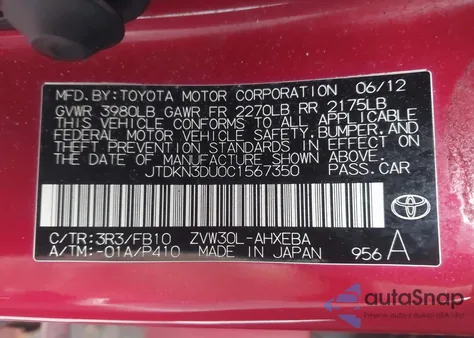 MFD.BY:TOYOTA MOTOR CORPORATION 06/12
GVWR 3980LB GAWR FR 2270LB RR 2175LB
THIS VEHICLE CONFORMS TO ALL APPLICABLE
FEDERAL MOTOR VEHICLE SAFETY,BUMPER,AND
THEFT PREVENTION STANDARDS IN EFFECT ON
THE DATE OF MANUFACTURE SHOWN ABOVE.
JTDKN3DU0C1567350 PASS.CAR
C/TR:3R3/FB10 ZVW30L-AHXEBA
A/TM:-01A/P410 MADE IN JAPAN 956 A
TOYOTA
autoSnap